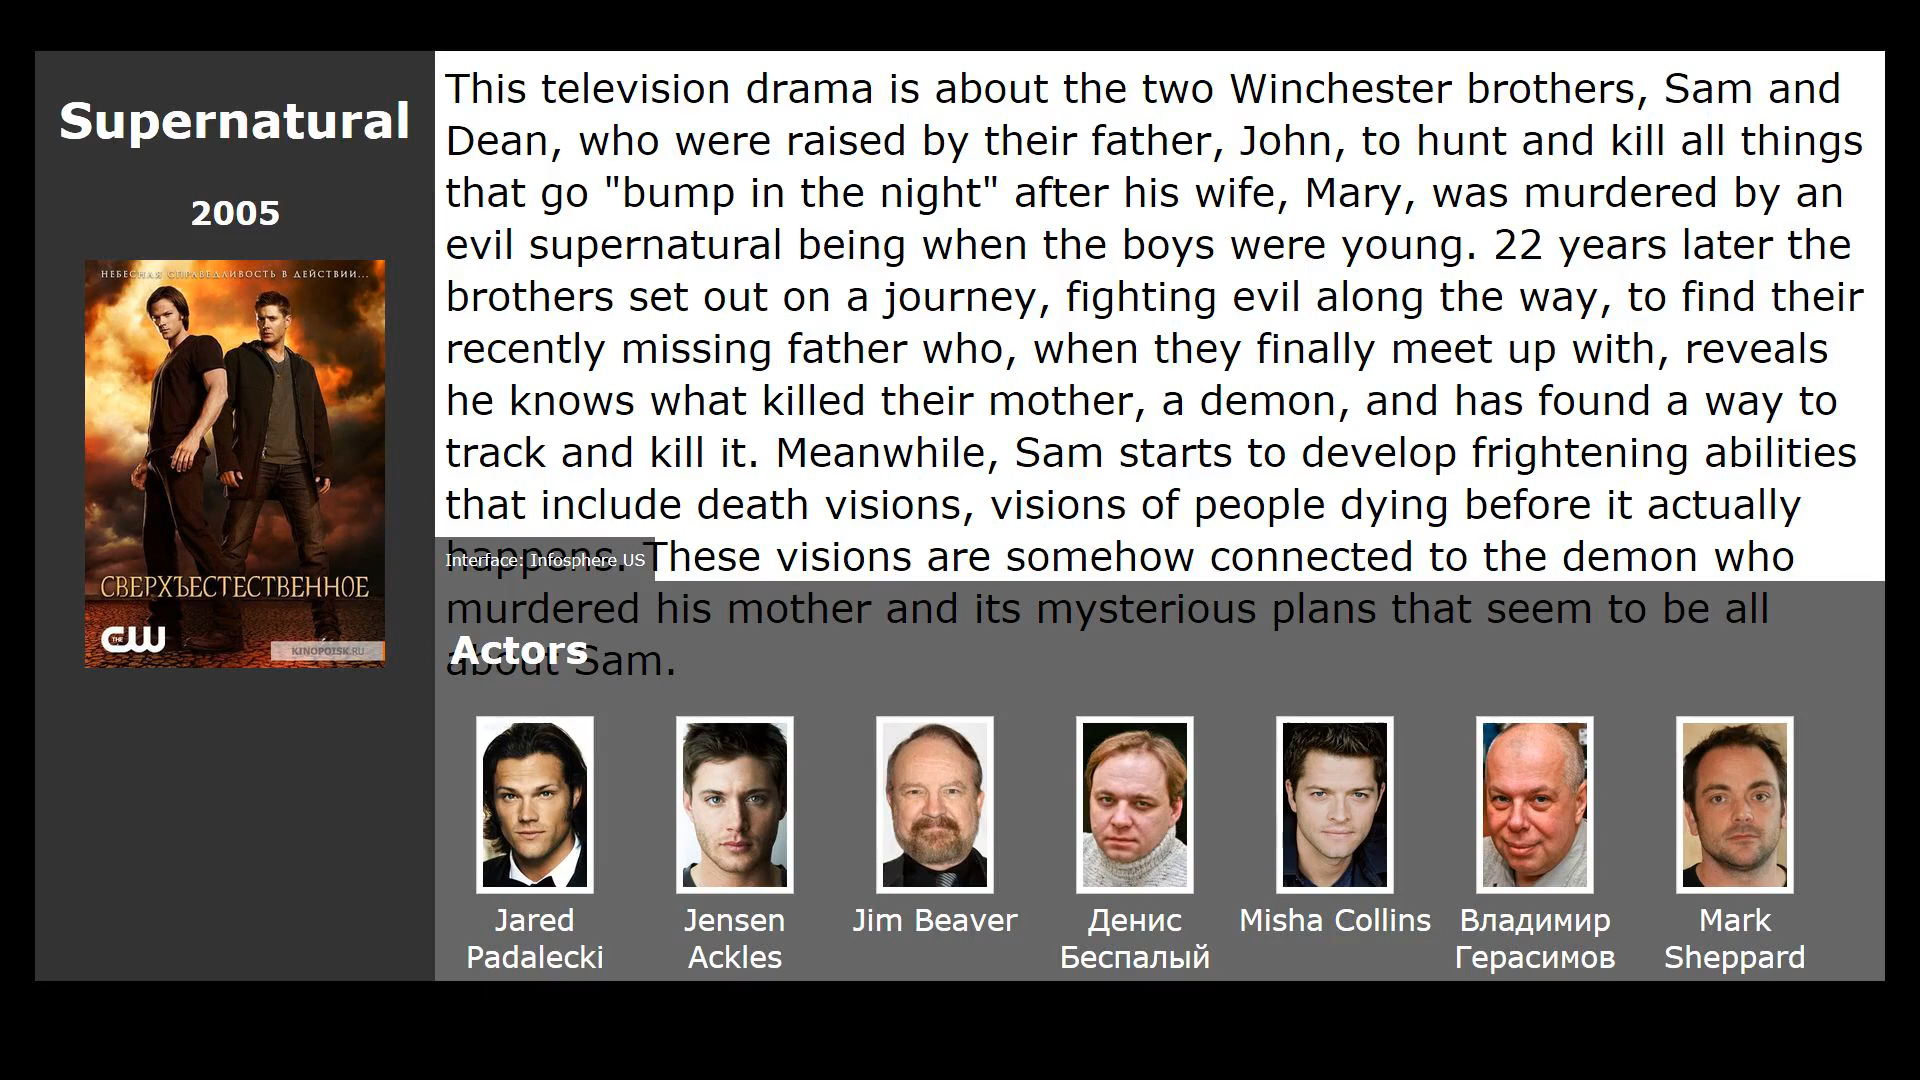 Supernatural
2005
НЕБЕСНАЯ СПРАВЕДЛИВОСТЬ В ДЕЙСТВИИ...
СВЕРХЪЕСТЕСТВЕННОЕ
THE CW
KINOPOISK.RU
This television drama is about the two Winchester brothers, Sam and
Dean, who were raised by their father, John, to hunt and kill all things
that go "bump in the night" after his wife, Mary, was murdered by an
evil supernatural being when the boys were young. 22 years later the
brothers set out on a journey, fighting evil along the way, to find their
recently missing father who, when they finally meet up with, reveals
he knows what killed their mother, a demon, and has found a way to
track and kill it. Meanwhile, Sam starts to develop frightening abilities
that include death visions, visions of people dying before it actually
happens. These visions are somehow connected to the demon who
murdered his mother and its mysterious plans that seem to be all
about Sam.
Interface: Infosphere US
Actors
Jared
Padalecki
Jensen
Ackles
Jim Beaver
Денис
Беспалый
Misha Collins
Владимир
Герасимов
Mark
Sheppard